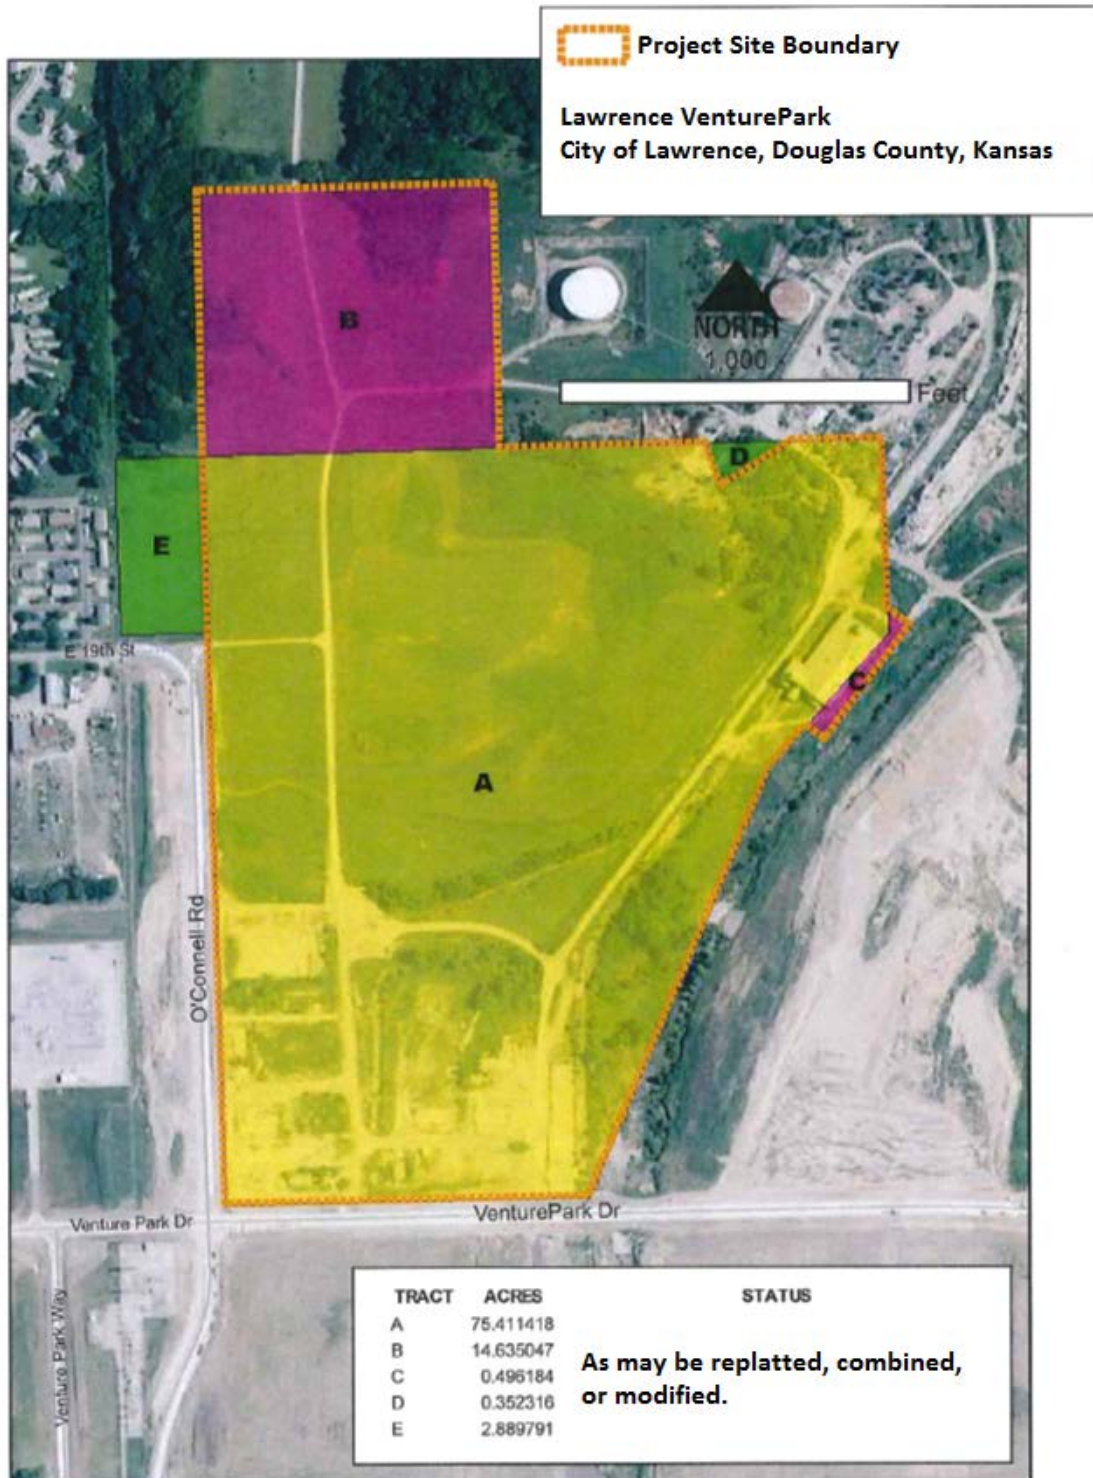 Project Site Boundary
Lawrence VenturePark
City of Lawrence, Douglas County, Kansas
B
NORTH
1,000
Feet
D
E
E 19th St
C
A
O'Connell Rd
VenturePark Dr
Venture Park Dr
Venture Park Way
TRACT ACRES STATUS
A 75.411418
B 14.635047
C 0.496184
D 0.352316
E 2.889791
As may be replatted, combined,
or modified.